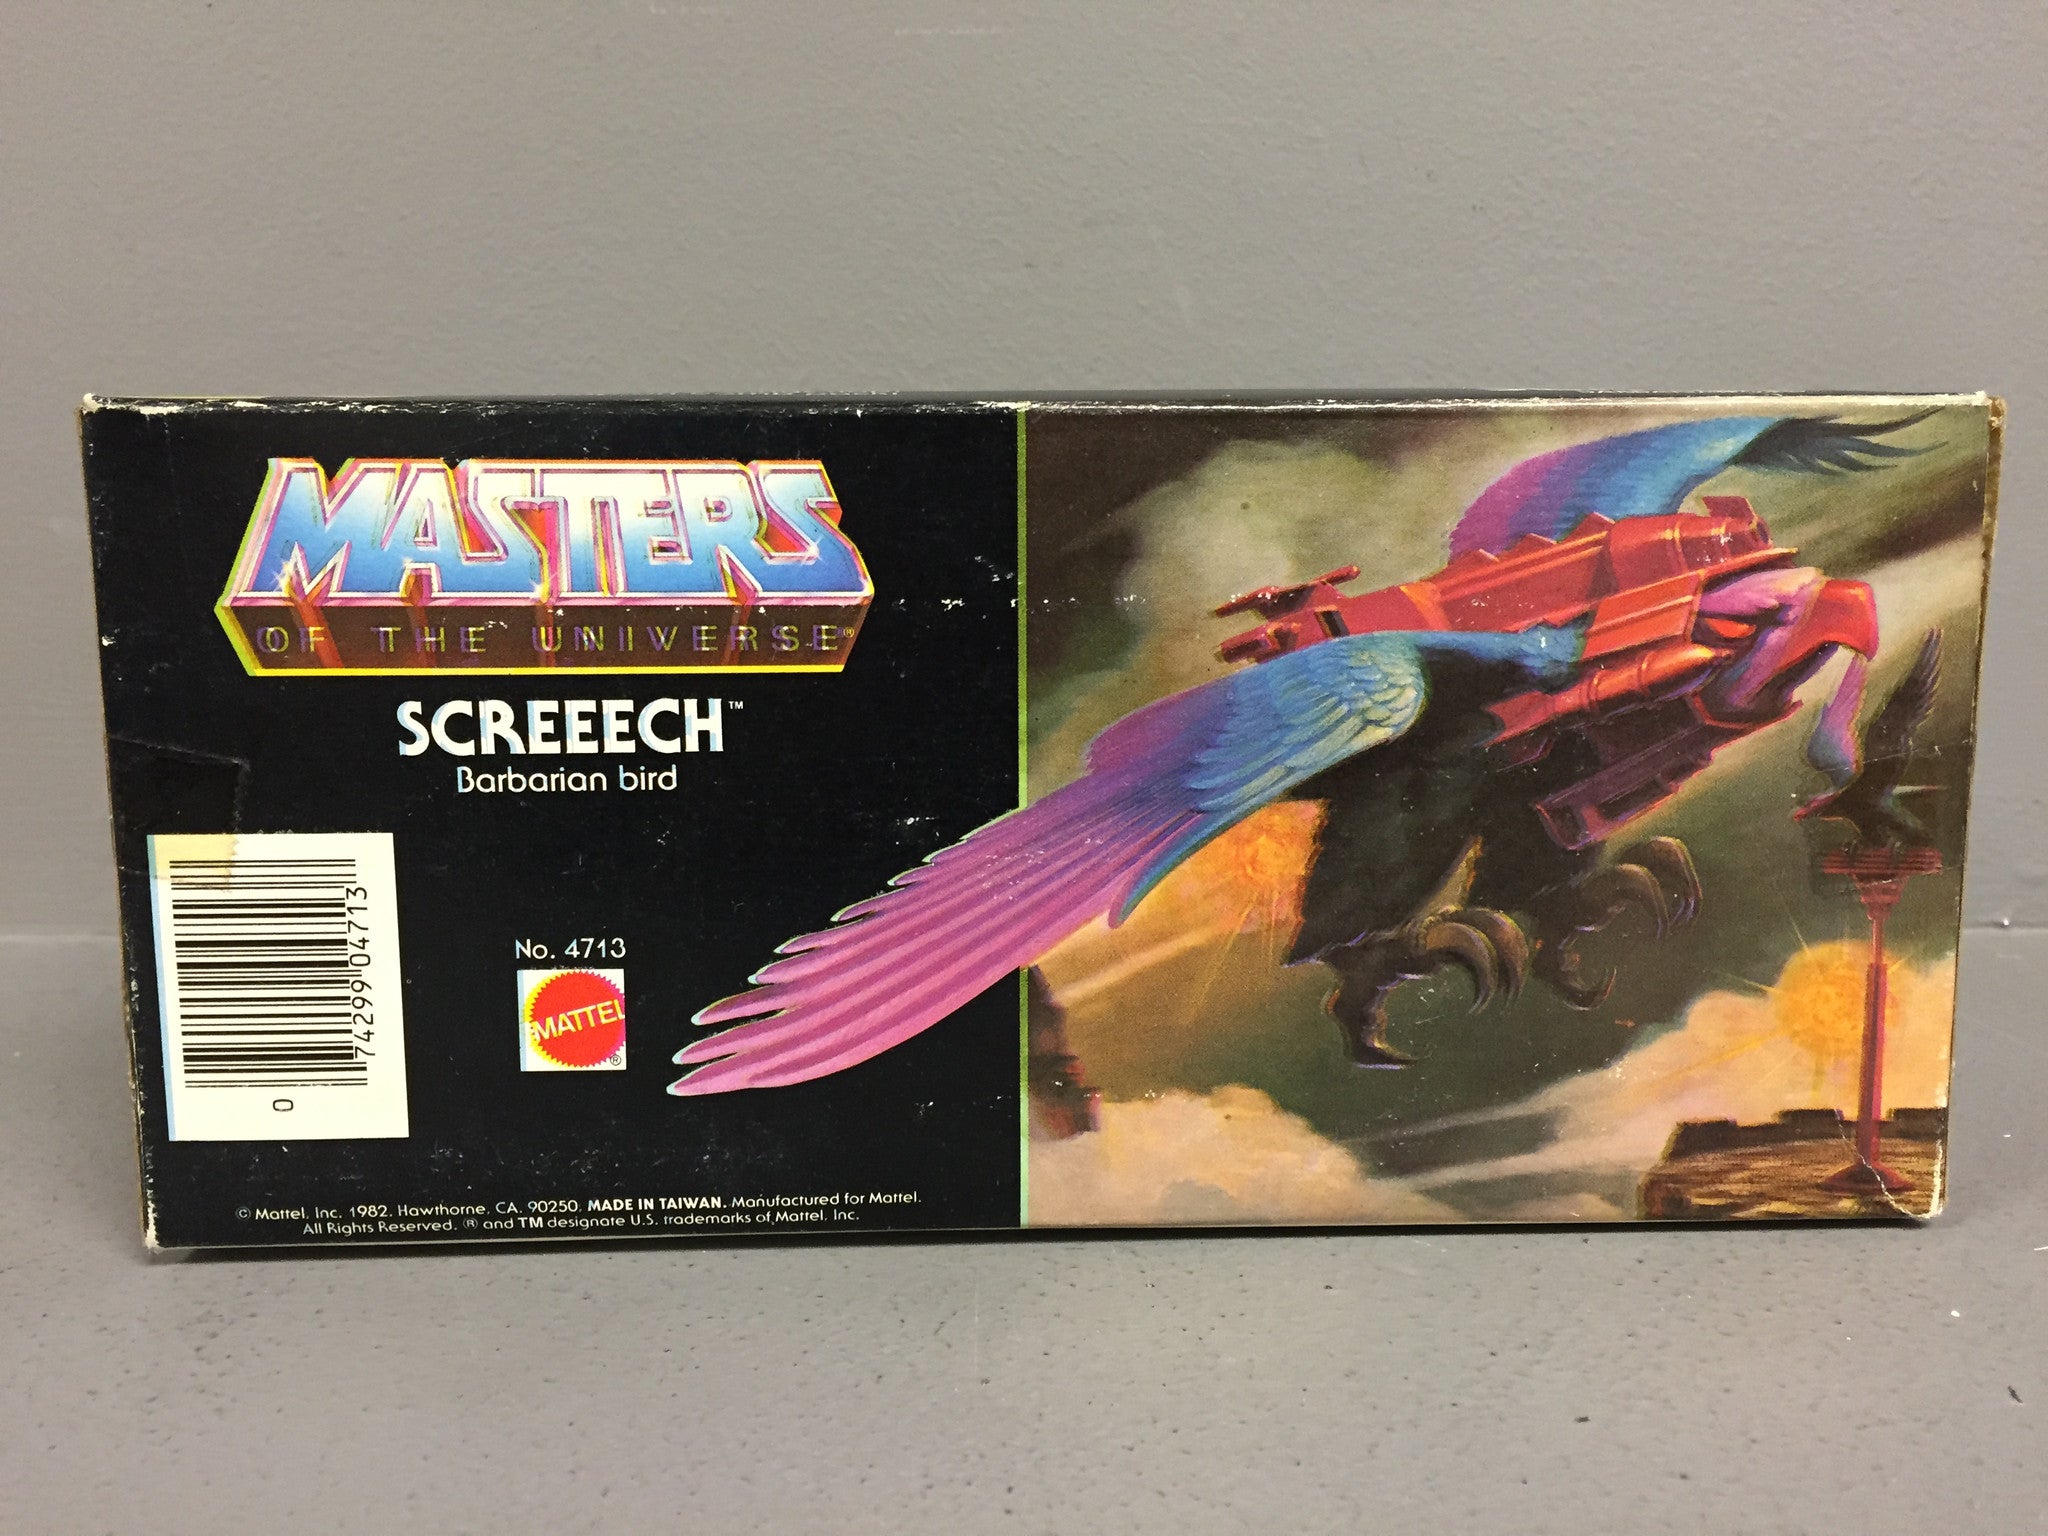 MASTERS
OF THE UNIVERSE®
SCREEECH™
Barbarian bird
74299 04713
0
No. 4713
MATTEL
®
© Mattel, Inc. 1982. Hawthorne, CA. 90250. MADE IN TAIWAN. Manufactured for Mattel.
All Rights Reserved. ® and TM designate U.S. trademarks of Mattel, Inc.